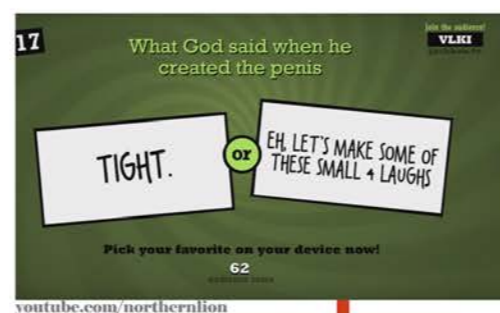 17
What God said when he
created the penis
Join the audience!
VLKI
TIGHT.
or
EH, LET'S MAKE SOME OF
THESE SMALL 4 LAUGHS
Pick your favorite on your device now!
62
youtube.com/northernlion